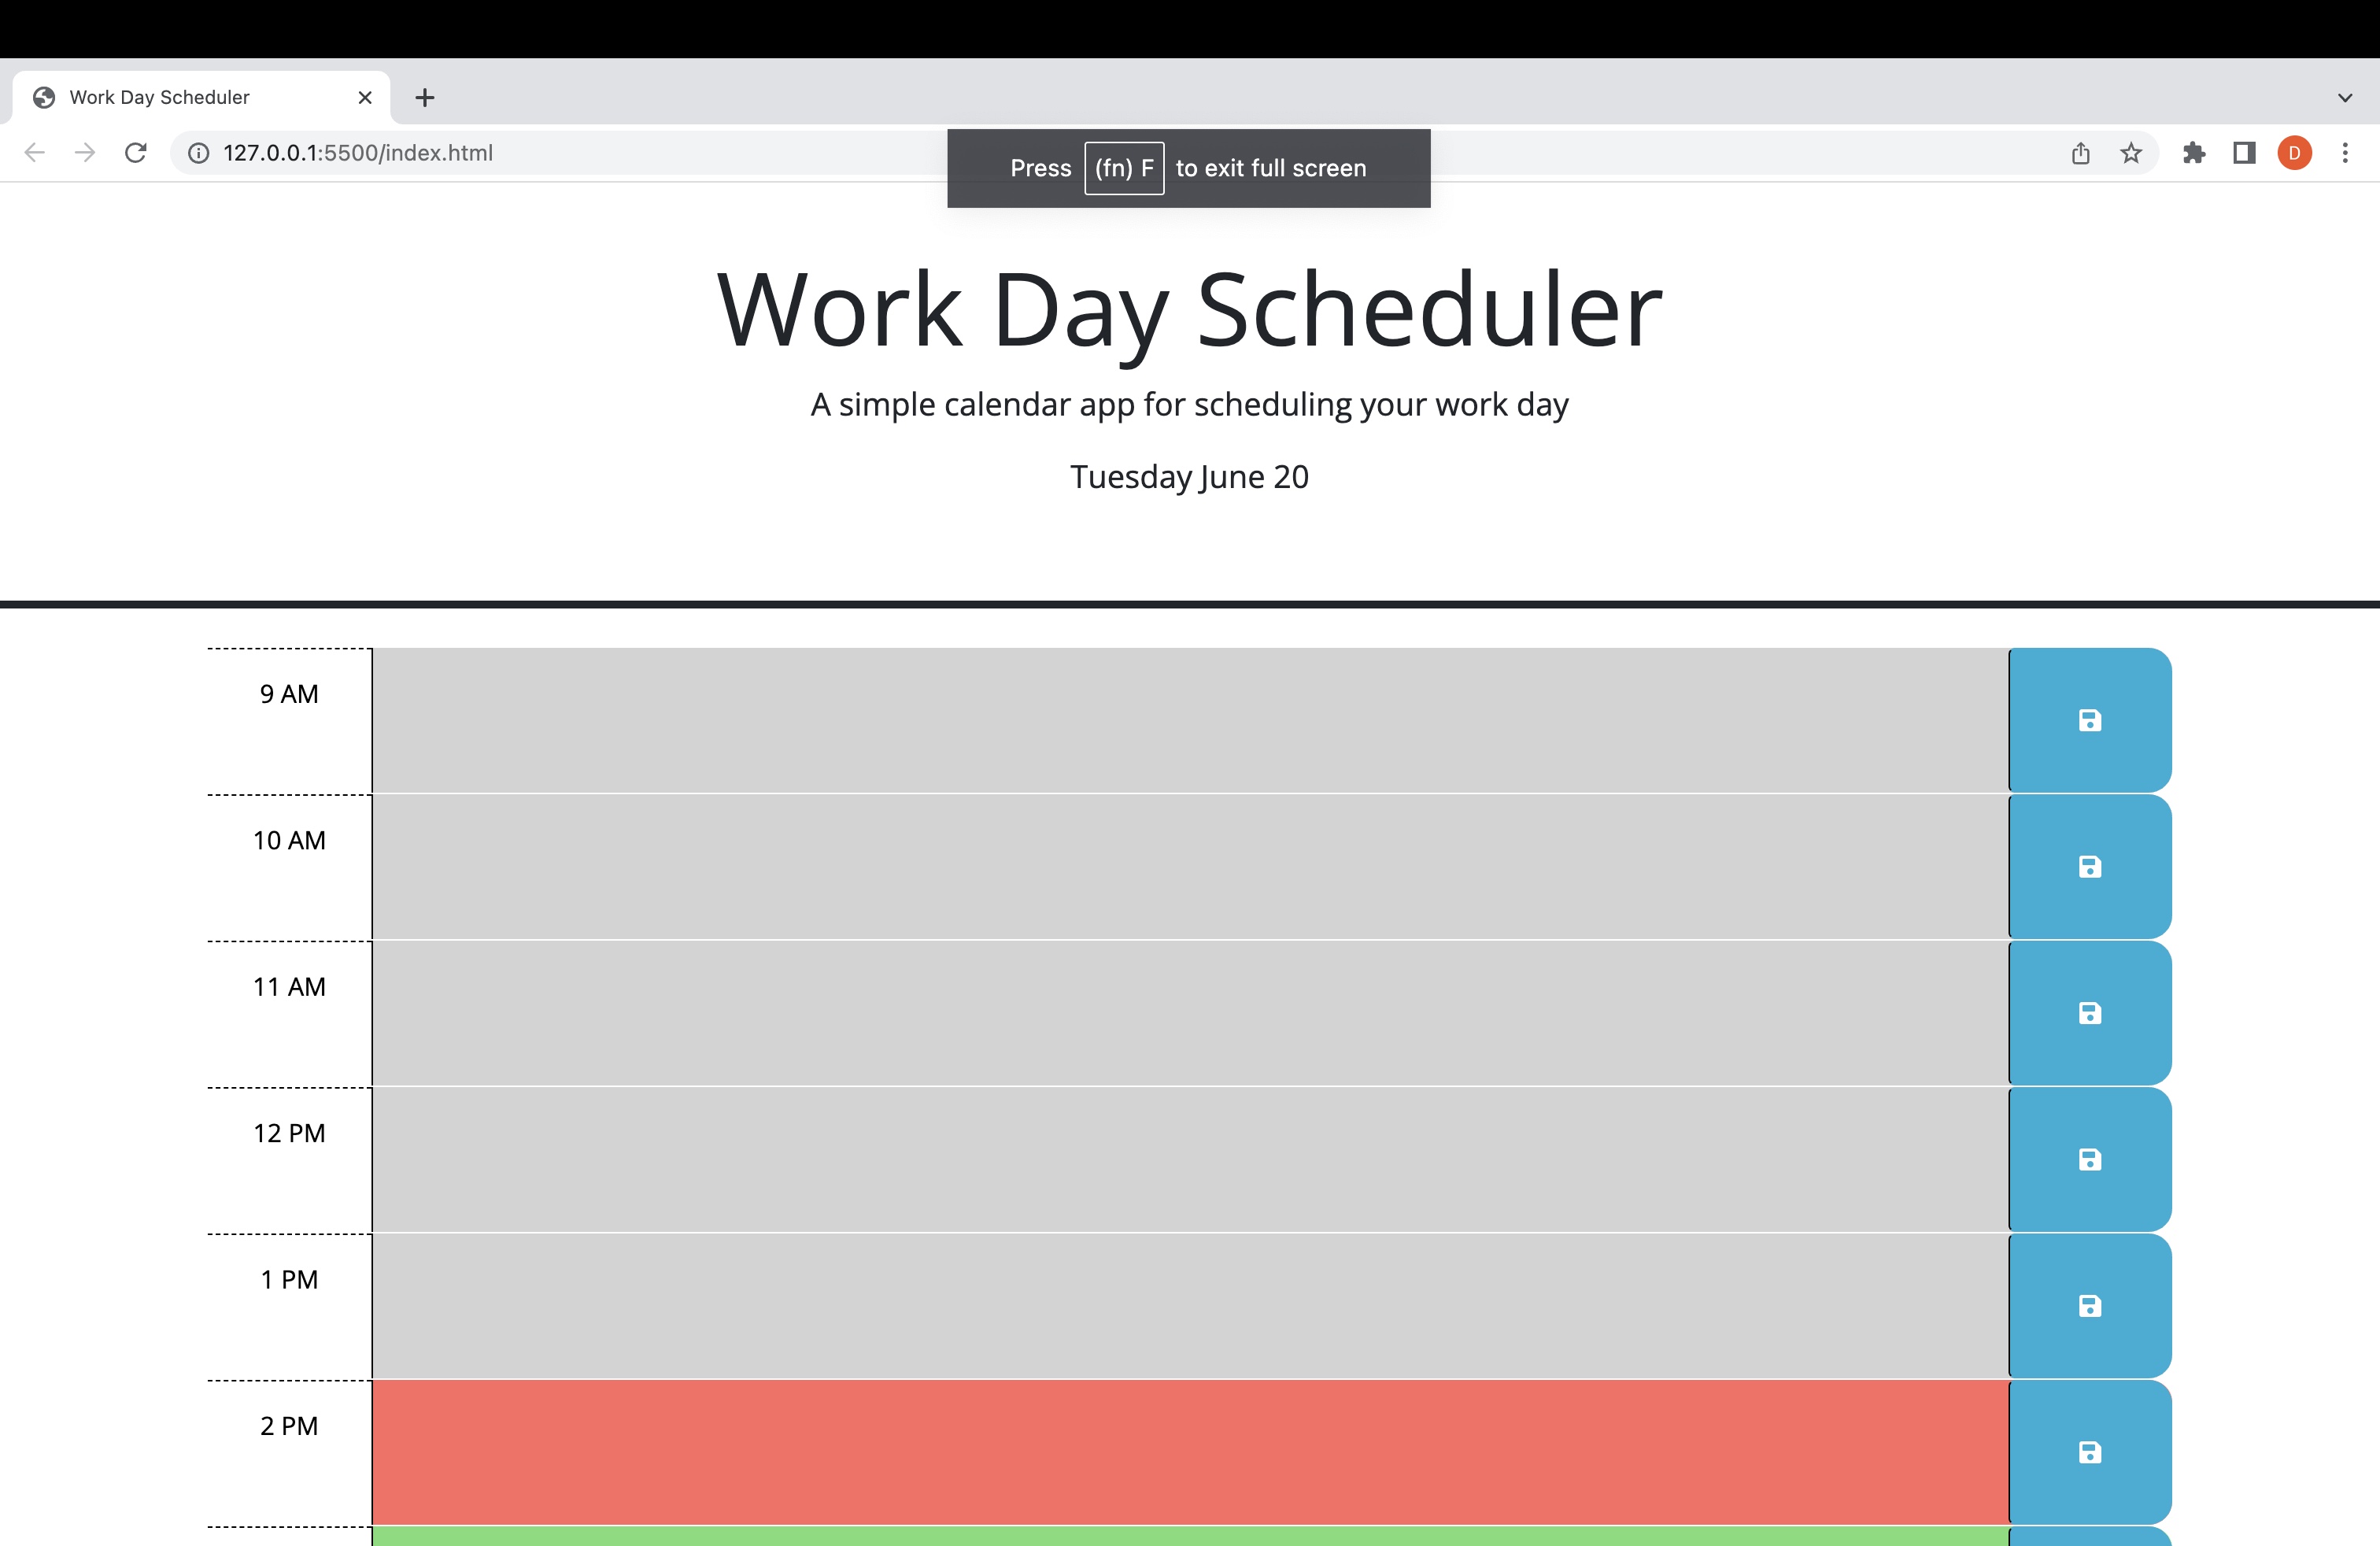 Work Day Scheduler
127.0.0.1:5500/index.html
D
Press (fn) F to exit full screen
Work Day Scheduler
A simple calendar app for scheduling your work day
Tuesday June 20
9 AM
10 AM
11 AM
12 PM
1 PM
2 PM